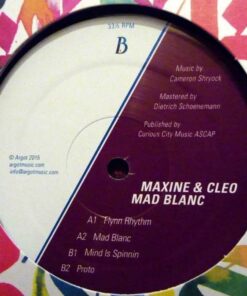 33⅓ RPM
B
Music by
Cameron Shryock
Mastered by
Dietrich Schoenemann
Published by
Curious City Music ASCAP
© Argot 2015
argotmusic.com
info@argotmusic.com
MAXINE & CLEO
MAD BLANC
A1 Flynn Rhythm
A2 Mad Blanc
B1 Mind Is Spinnin
B2 Proto